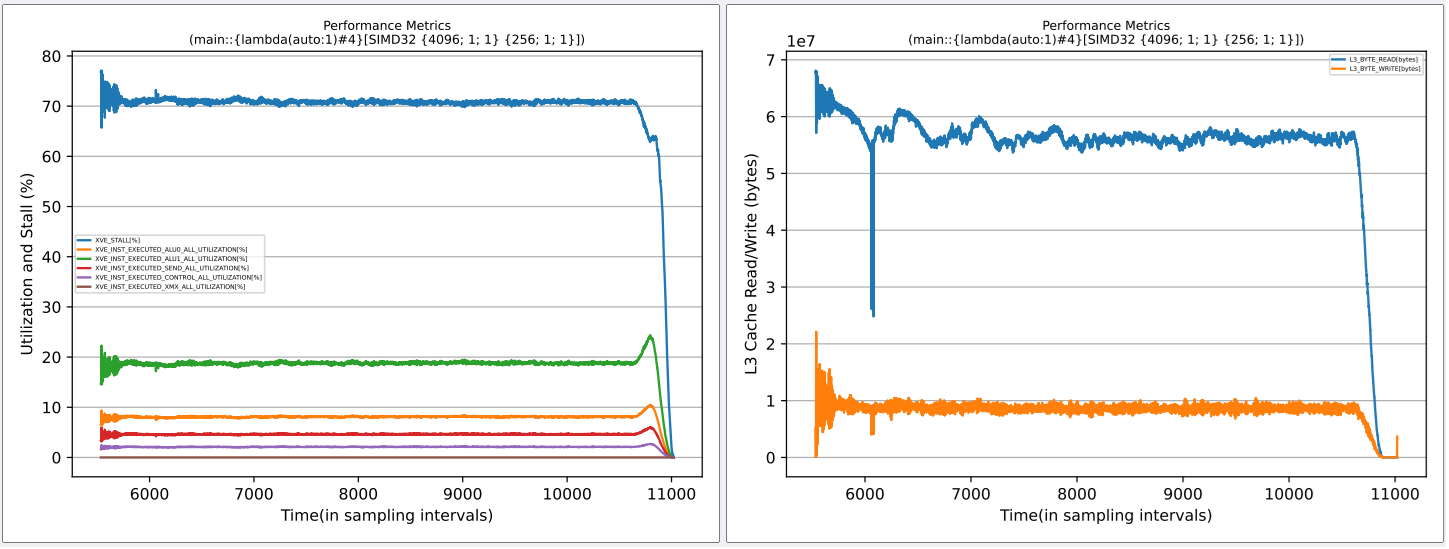 Performance Metrics
(main::{lambda(auto:1)#4}[SIMD32 {4096; 1; 1} {256; 1; 1}])
80
70
60
50
40
30
20
10
0
Utilization and Stall (%)
XVE_STALL[%]
XVE_INST_EXECUTED_ALU0_ALL_UTILIZATION[%]
XVE_INST_EXECUTED_ALU1_ALL_UTILIZATION[%]
XVE_INST_EXECUTED_SEND_ALL_UTILIZATION[%]
XVE_INST_EXECUTED_CONTROL_ALL_UTILIZATION[%]
XVE_INST_EXECUTED_XMX_ALL_UTILIZATION[%]
6000 7000 8000 9000 10000 11000
Time(in sampling intervals)
Performance Metrics
(main::{lambda(auto:1)#4}[SIMD32 {4096; 1; 1} {256; 1; 1}])
1e7
7
6
5
4
3
2
1
0
L3 Cache Read/Write (bytes)
L3_BYTE_READ[bytes]
L3_BYTE_WRITE[bytes]
6000 7000 8000 9000 10000 11000
Time(in sampling intervals)